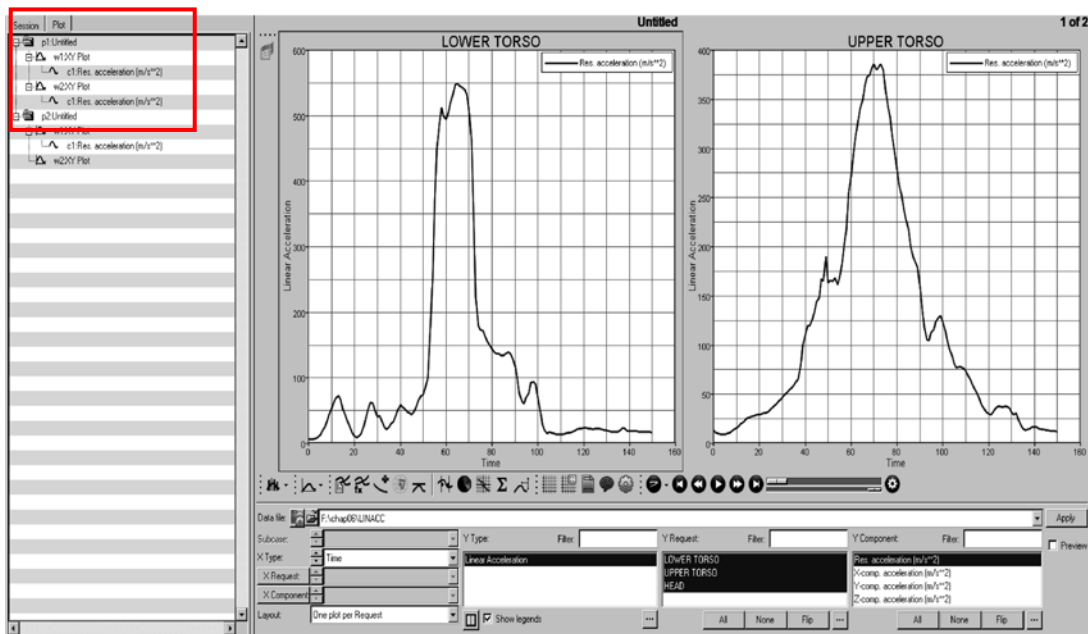 Untitled
1 of 2
Session Plot
p1:Untitled
w1:XY Plot
c1:Res. acceleration (m/s**2)
w2:XY Plot
c1:Res. acceleration (m/s**2)
p2:Untitled
w1:XY Plot
c1:Res. acceleration (m/s**2)
w2:XY Plot
LOWER TORSO
Res. acceleration (m/s**2)
600
500
400
300
200
100
0
Linear Acceleration
0 20 40 60 80 100 120 140 160
Time
UPPER TORSO
Res. acceleration (m/s**2)
400
350
300
250
200
150
100
50
0
Linear Acceleration
0 20 40 60 80 100 120 140 160
Time
Data file: F:\chap06\LINACC Apply
Subcase: Y Type: Filter: Y Request: Filter: Y Component: Filter: Preview
X Type: Time
X Request:
X Component:
Layout: One plot per Request
Linear Acceleration
LOWER TORSO
UPPER TORSO
HEAD
Res. acceleration (m/s**2)
X-comp. acceleration (m/s**2)
Y-comp. acceleration (m/s**2)
Z-comp. acceleration (m/s**2)
Show legends ... All None Flip ... All None Flip ...